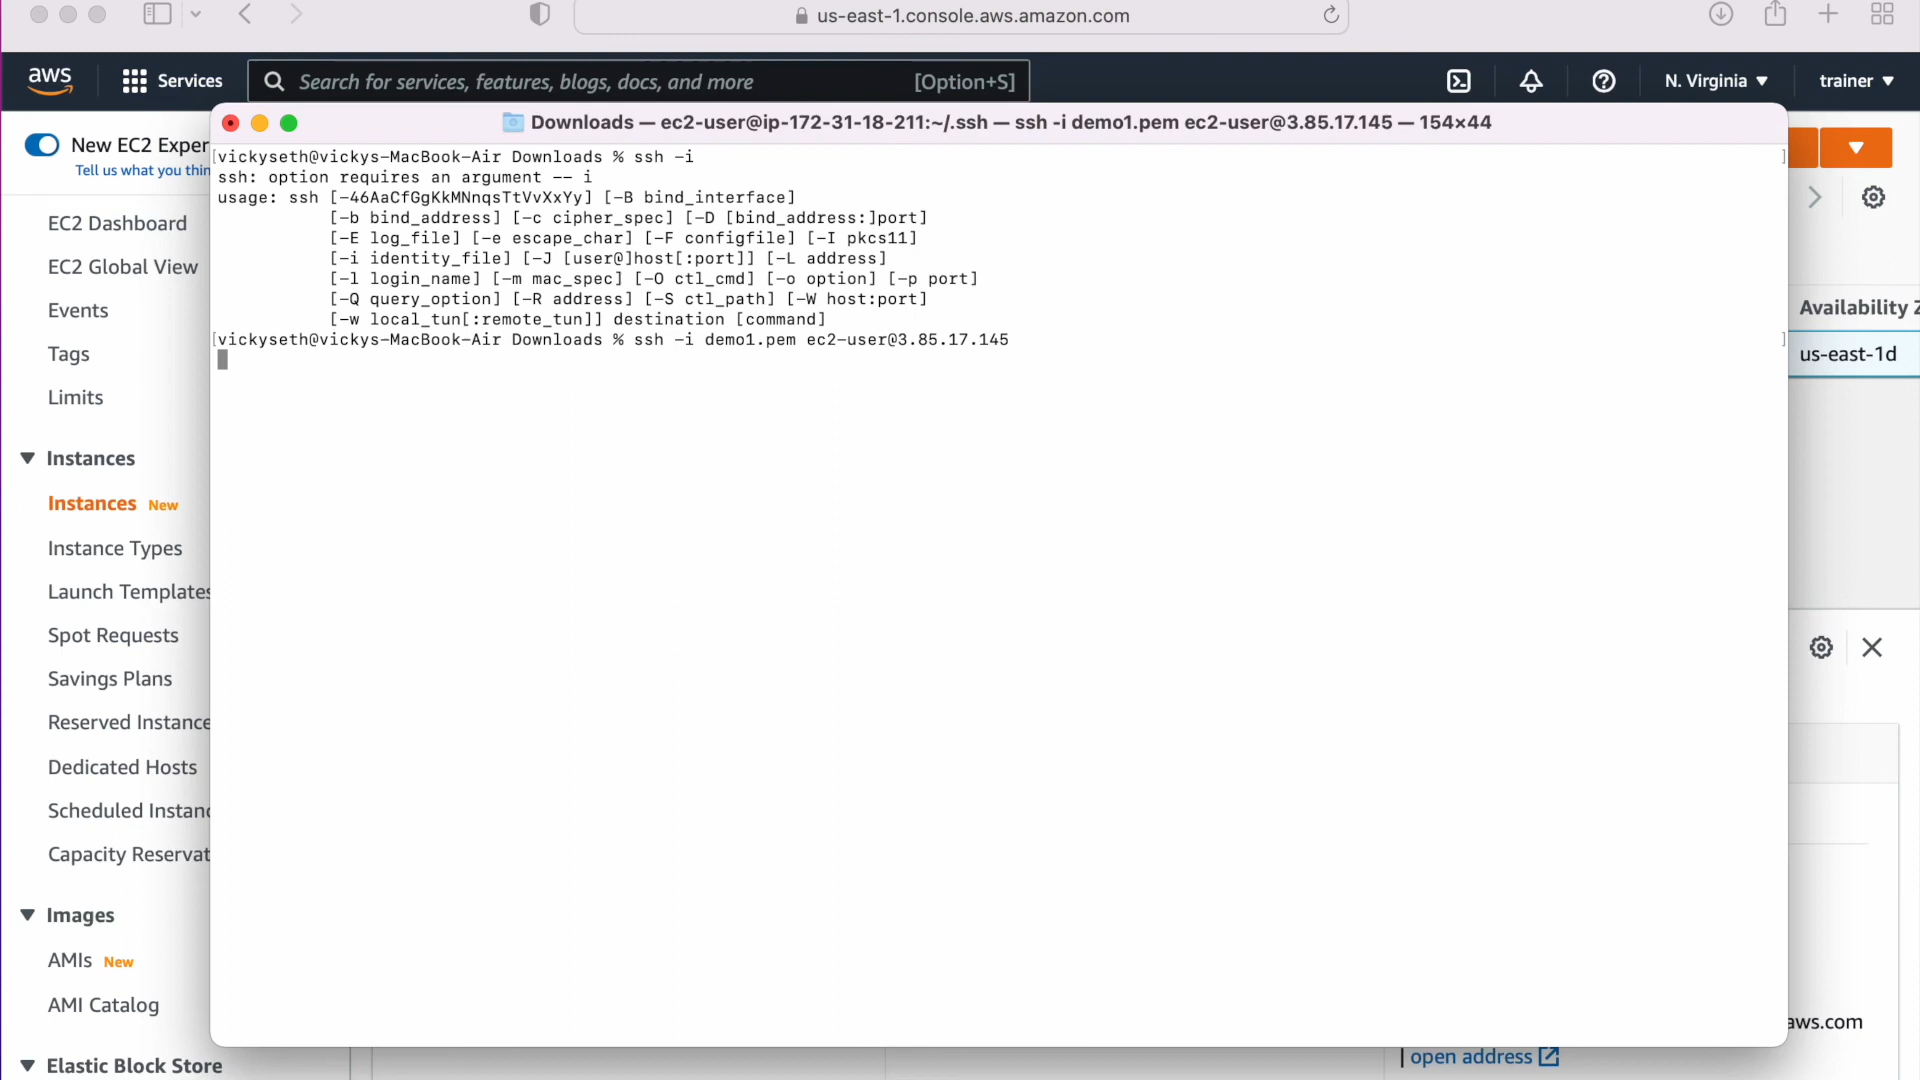 us-east-1.console.aws.amazon.com
aws
Services
Search for services, features, blogs, docs, and more
[Option+S]
N. Virginia
trainer
New EC2 Exper
Tell us what you thin
Downloads — ec2-user@ip-172-31-18-211:~/.ssh — ssh -i demo1.pem ec2-user@3.85.17.145 — 154×44
[vickyseth@vickys-MacBook-Air Downloads % ssh -i ]
ssh: option requires an argument -- i
usage: ssh [-46AaCfGgKkMNnqsTtVvXxYy] [-B bind_interface]
[-b bind_address] [-c cipher_spec] [-D [bind_address:]port]
[-E log_file] [-e escape_char] [-F configfile] [-I pkcs11]
[-i identity_file] [-J [user@]host[:port]] [-L address]
[-l login_name] [-m mac_spec] [-O ctl_cmd] [-o option] [-p port]
[-Q query_option] [-R address] [-S ctl_path] [-W host:port]
[-w local_tun[:remote_tun]] destination [command]
[vickyseth@vickys-MacBook-Air Downloads % ssh -i demo1.pem ec2-user@3.85.17.145 ]
EC2 Dashboard
EC2 Global View
Events
Tags
Limits
Instances
Instances New
Instance Types
Launch Templates
Spot Requests
Savings Plans
Reserved Instance
Dedicated Hosts
Scheduled Instanc
Capacity Reservat
Images
AMIs New
AMI Catalog
Elastic Block Store
Availability Z
us-east-1d
aws.com
| open address